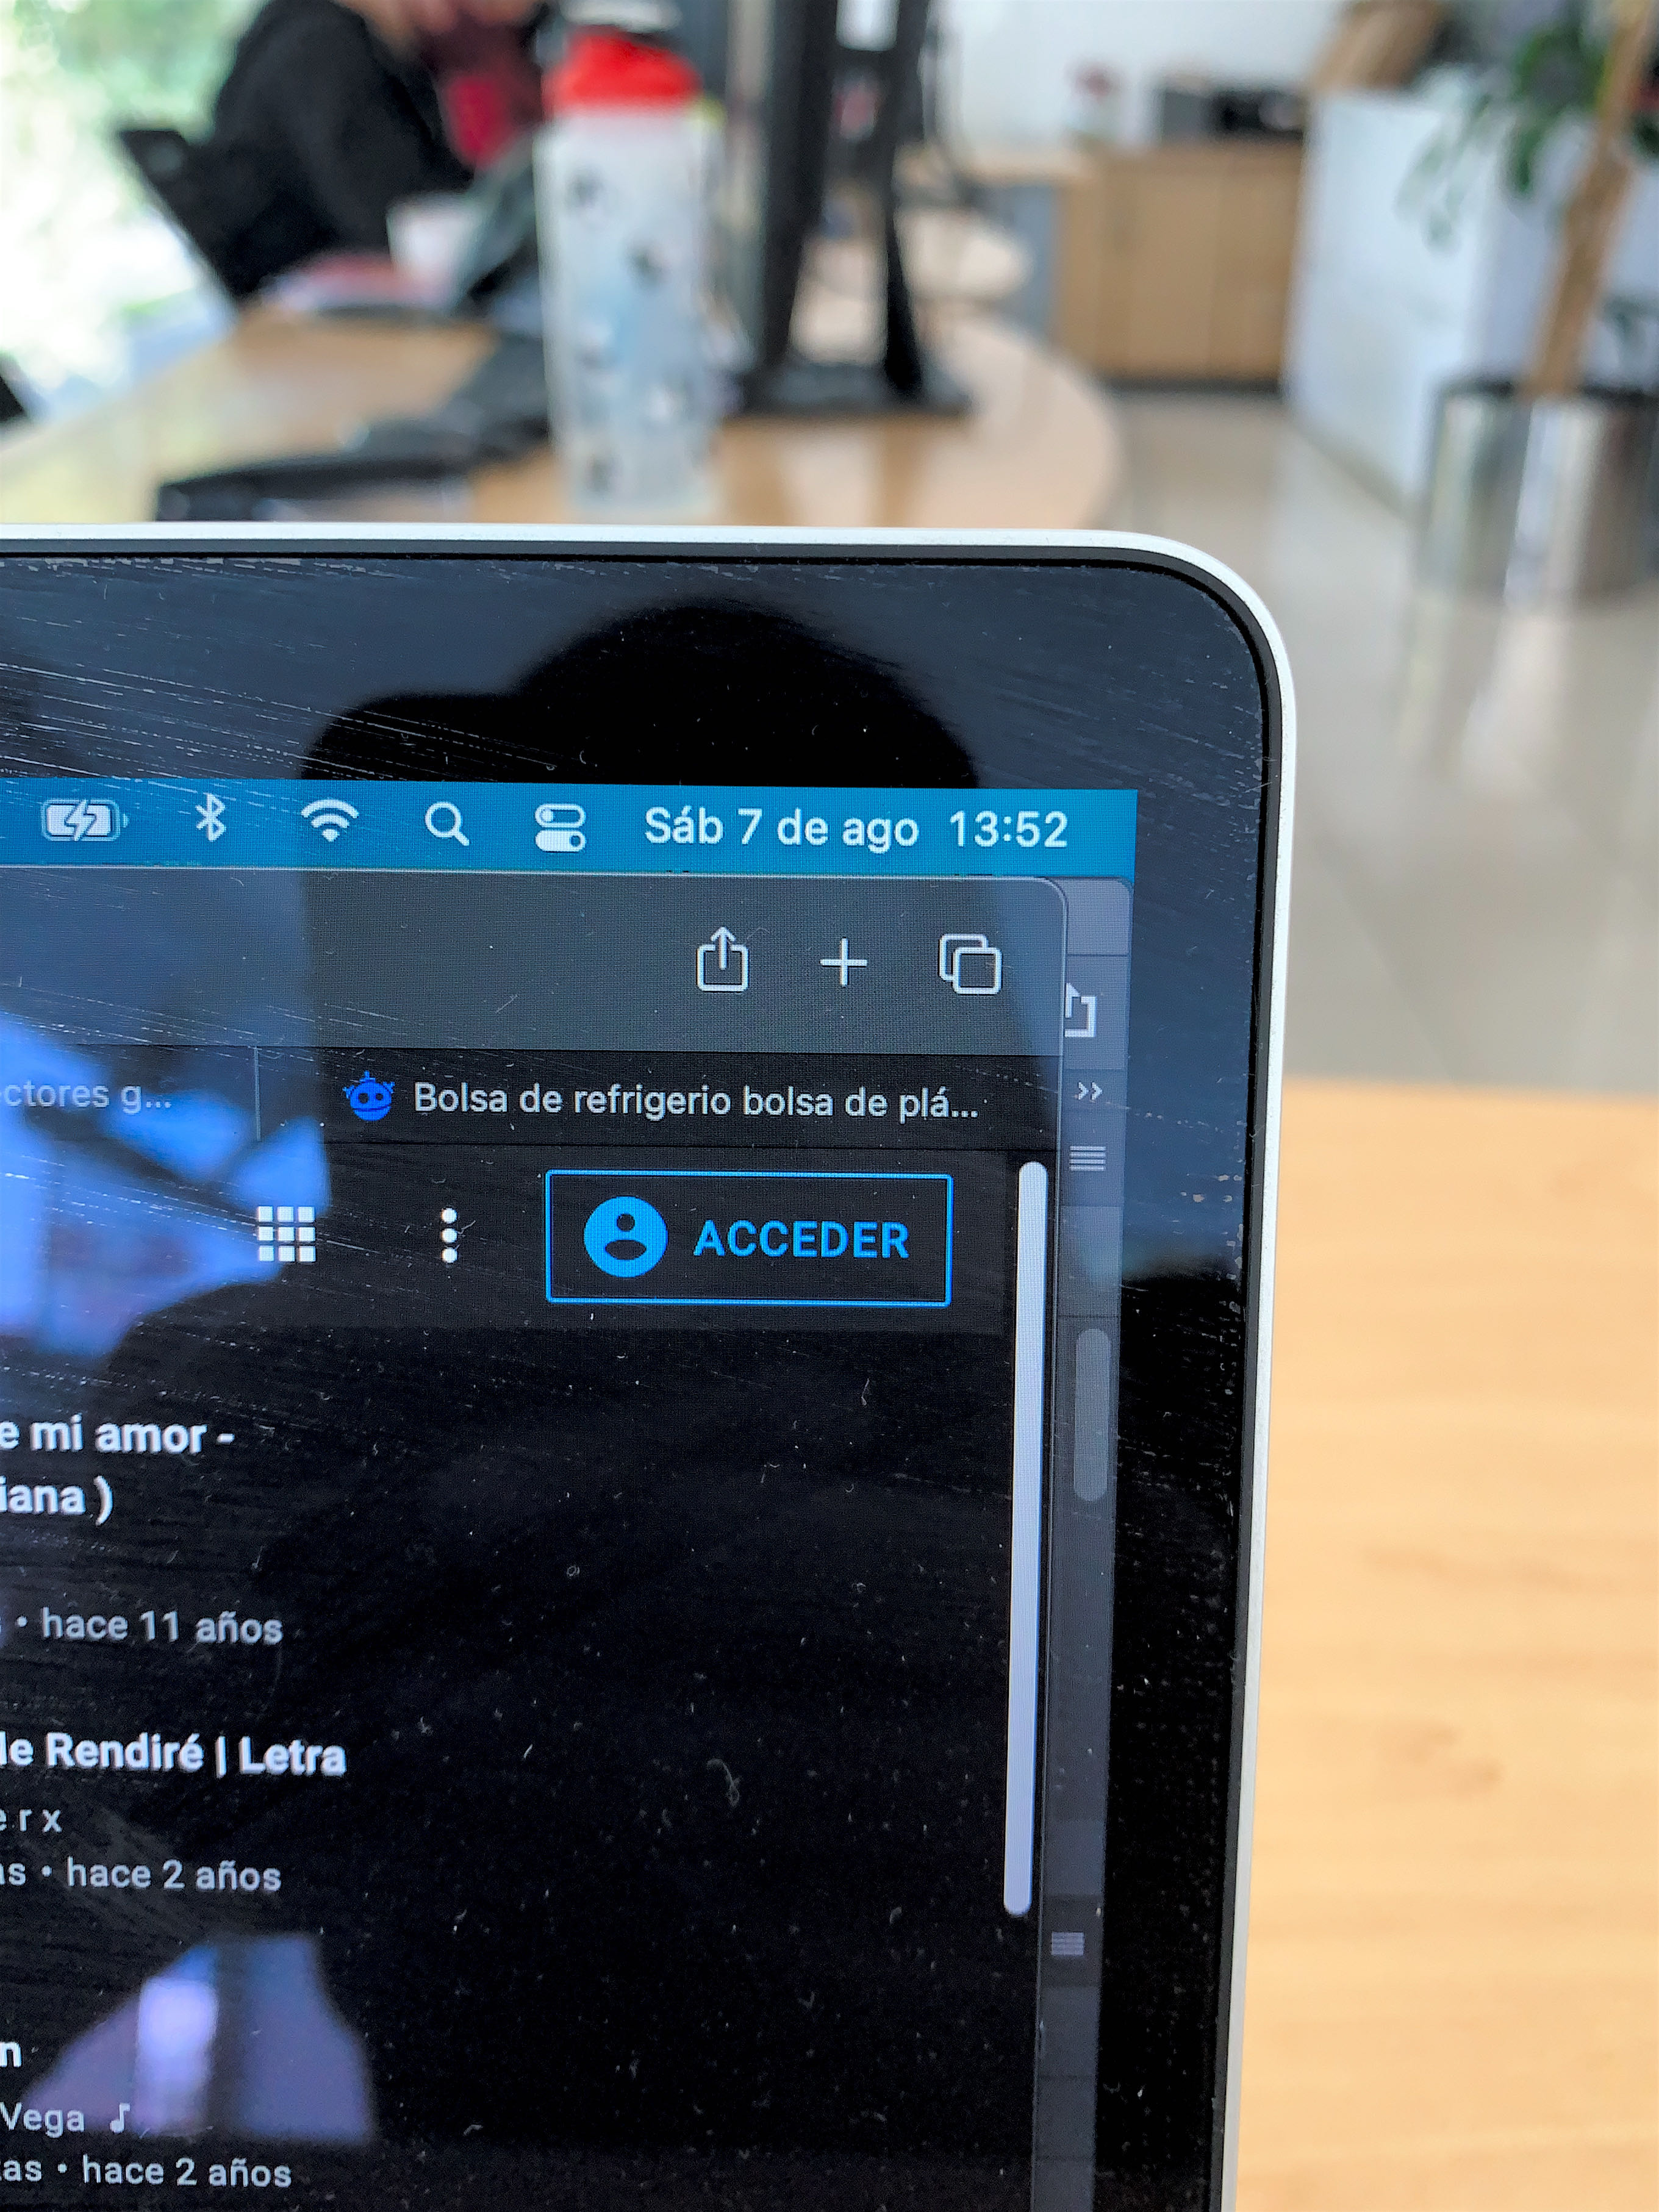 Sáb 7 de ago 13:52
ctores g...
Bolsa de refrigerio bolsa de plá...
ACCEDER
e mi amor -
iana )
• hace 11 años
le Rendiré | Letra
e r x
as • hace 2 años
n
Vega ♪
tas • hace 2 años